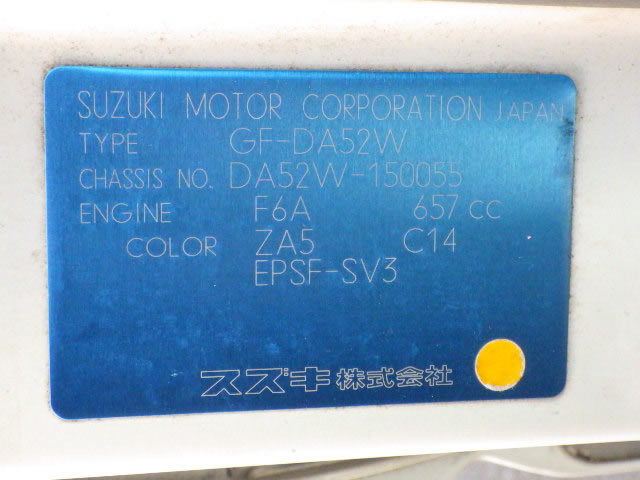 SUZUKI MOTOR CORPORATION JAPAN
TYPE GF-DA52W
CHASSIS NO. DA52W-150055
ENGINE F6A 657 cc
COLOR ZA5 C14
EPSF-SV3
スズキ株式会社